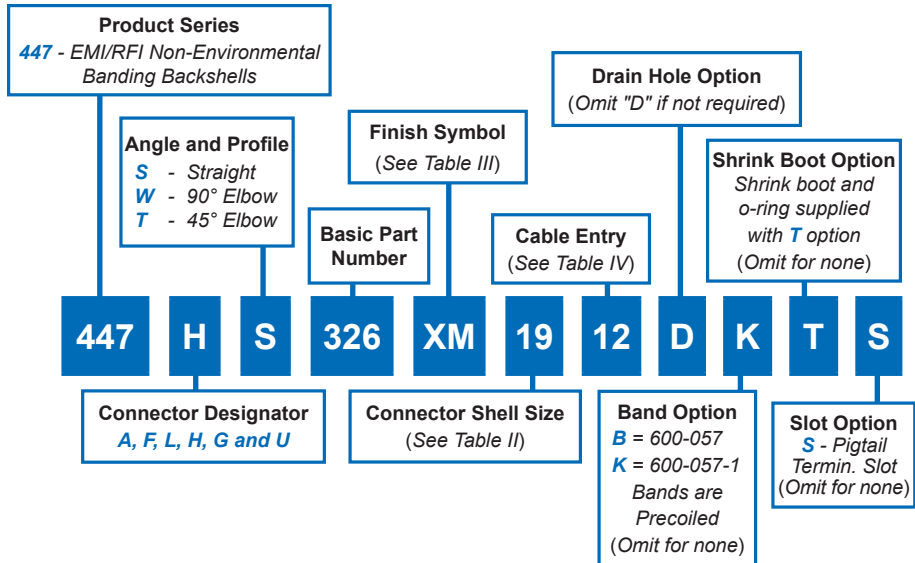 Product Series
447 - EMI/RFI Non-Environmental
Banding Backshells
Angle and Profile
S - Straight
W - 90° Elbow
T - 45° Elbow
Basic Part
Number
Finish Symbol
(See Table III)
Cable Entry
(See Table IV)
Drain Hole Option
(Omit "D" if not required)
Shrink Boot Option
Shrink boot and
o-ring supplied
with T option
(Omit for none)
447 H S 326 XM 19 12 D K T S
Connector Designator
A, F, L, H, G and U
Connector Shell Size
(See Table II)
Band Option
B = 600-057
K = 600-057-1
Bands are
Precoiled
(Omit for none)
Slot Option
S - Pigtail
Termin. Slot
(Omit for none)